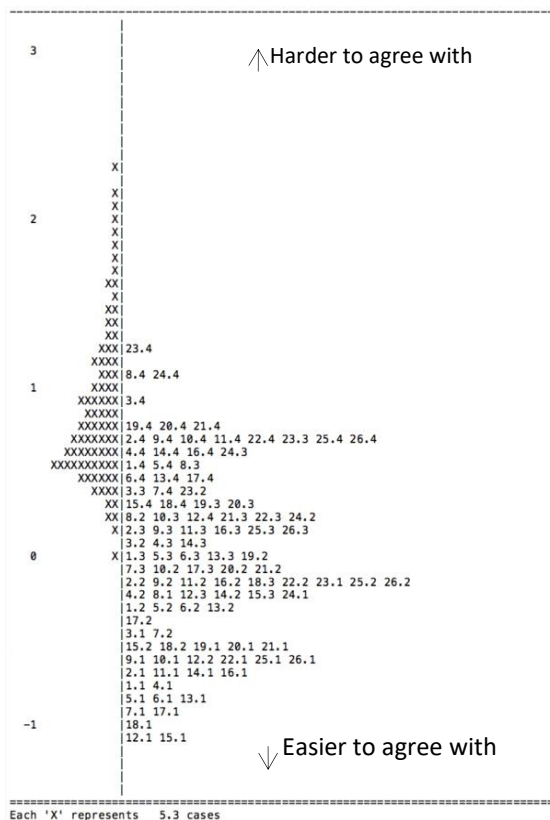 3
Harder to agree with
X|
X|
X|
2 X|
X|
X|
X|
XX|
X|
XX|
XX|
XX|
XXX|23.4
XXXX|
XXX|8.4 24.4
1 XXXX|
XXXXXX|3.4
XXXXX|
XXXXXX|19.4 20.4 21.4
XXXXXXX|2.4 9.4 10.4 11.4 22.4 23.3 25.4 26.4
XXXXXXXX|4.4 14.4 16.4 24.3
XXXXXXXXXX|1.4 5.4 8.3
XXXXXX|6.4 13.4 17.4
XXXX|3.3 7.4 23.2
XX|15.4 18.4 19.3 20.3
XX|8.2 10.3 12.4 21.3 22.3 24.2
X|2.3 9.3 11.3 16.3 25.3 26.3
|3.2 4.3 14.3
0 X|1.3 5.3 6.3 13.3 19.2
|7.3 10.2 17.3 20.2 21.2
|2.2 9.2 11.2 16.2 18.3 22.2 23.1 25.2 26.2
|4.2 8.1 12.3 14.2 15.3 24.1
|1.2 5.2 6.2 13.2
|17.2
|3.1 7.2
|15.2 18.2 19.1 20.1 21.1
|9.1 10.1 12.2 22.1 25.1 26.1
|2.1 11.1 14.1 16.1
|1.1 4.1
|5.1 6.1 13.1
|7.1 17.1
-1 |18.1
|12.1 15.1
Easier to agree with
Each 'X' represents 5.3 cases